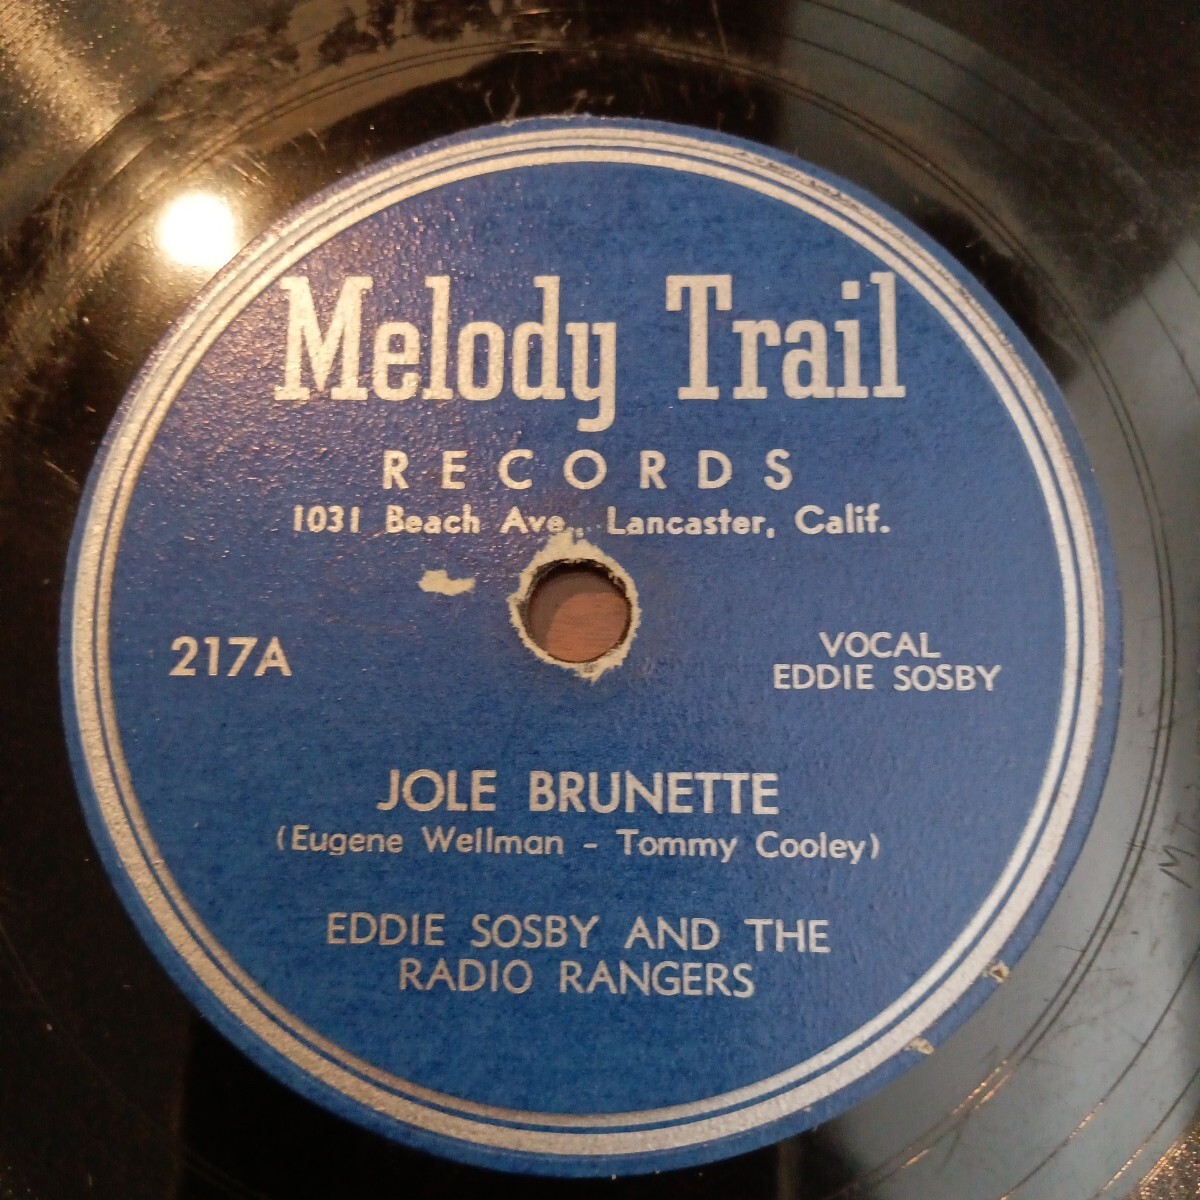 Melody Trail
RECORDS
1031 Beach Ave., Lancaster, Calif.
217A
VOCAL
EDDIE SOSBY
JOLE BRUNETTE
(Eugene Wellman - Tommy Cooley)
EDDIE SOSBY AND THE
RADIO RANGERS